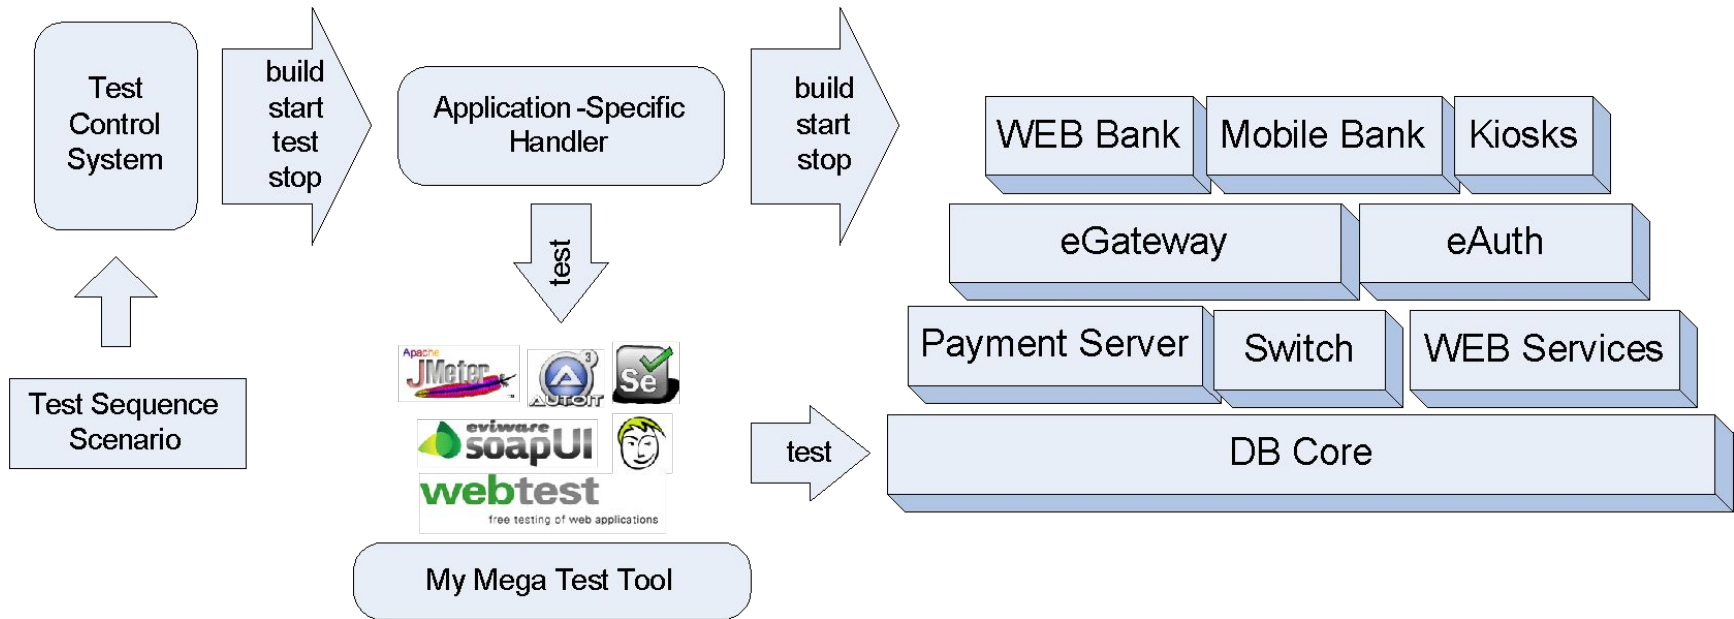 Test
Control
System
build
start
test
stop
Application -Specific
Handler
build
start
stop
WEB Bank
Mobile Bank
Kiosks
eGateway
eAuth
Payment Server
Switch
WEB Services
DB Core
test
Test Sequence
Scenario
Apache
JMeter
3
AUTOIT
Se
eviware
soapUI
webtest
free testing of web applications
test
My Mega Test Tool